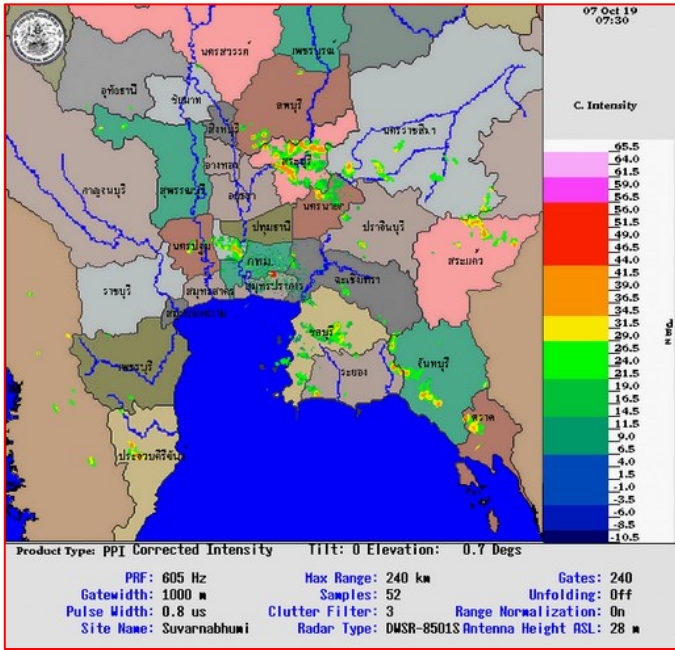 07 Oct 19
07:30
C. Intensity
65.5
64.0
61.5
59.0
56.5
56.0
51.5
49.0
46.5
44.0
41.5
39.0
36.5
34.0
31.5
29.0
26.5
24.0
21.5
19.0
16.5
14.0
11.5
9.0
6.5
4.0
1.5
-1.0
-3.5
-6.0
-8.5
-10.5
นครสวรรค์
เพชรบูรณ์
อุทัยธานี
ชัยนาท
ลพบุรี
สิงหบุรี
นครราชสีมา
อ่างทอง
สระบุรี
กาญจนบุรี
สุพรรณบุรี
อยุธยา
นครนายก
ปทุมธานี
ปราจีนบุรี
นครปฐม
กทม.
สระแก้ว
ราชบุรี
สมุทรสาคร
สมุทรปราการ
ฉะเชิงเทรา
ชลบุรี
เพชรบุรี
ระยอง
จันทบุรี
ตราด
ประจวบคีรีขันธ์
Product Type: PPI Corrected Intensity Tilt: 0 Elevation: 0.7 Degs
PRF: 605 Hz Max Range: 240 km Gates: 240
Gatewidth: 1000 m Samples: 52 Unfolding: Off
Pulse Width: 0.8 us Clutter Filter: 3 Range Normalization: On
Site Name: Suvarnabhumi Radar Type: DWSR-8501S Antenna Height ASL: 28 m